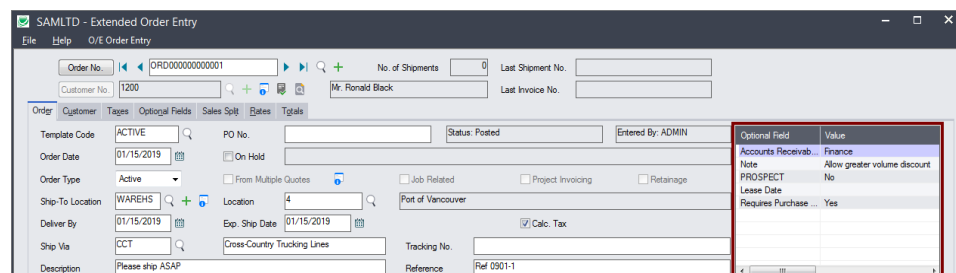 SAMLTD - Extended Order Entry
File Help O/E Order Entry
Order No. ORD000000000001 No. of Shipments 0 Last Shipment No.
Customer No. 1200 Mr. Ronald Black Last Invoice No.
Order Customer Taxes Optional Fields Sales Split Rates Totals
Template Code ACTIVE PO No. Status: Posted Entered By: ADMIN Optional Field Value
Accounts Receivab... Finance
Order Date 01/15/2019 On Hold
Note Allow greater volume discount
PROSPECT No
Order Type Active From Multiple Quotes Job Related Project Invoicing Retainage
Lease Date
Ship-To Location WAREHS Location 4 Port of Vancouver
Requires Purchase ... Yes
Deliver By 01/15/2019 Exp. Ship Date 01/15/2019 Calc. Tax
Ship Via CCT Cross-Country Trucking Lines Tracking No.
Description Please ship ASAP Reference Ref 0901-1